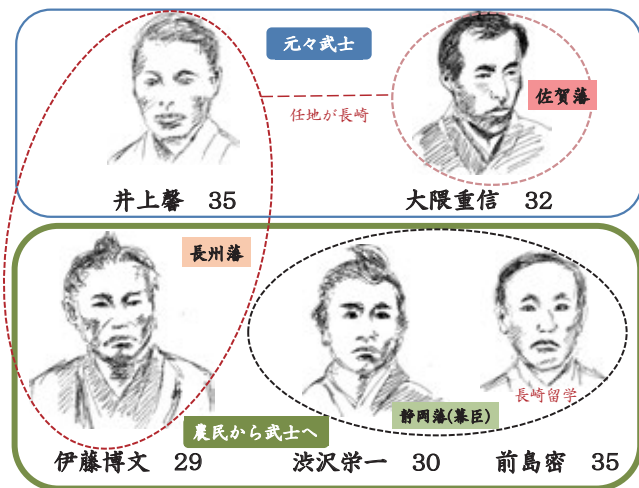 元々武士
佐賀藩
任地が長崎
井上馨 35
大隈重信 32
長州藩
長崎留学
静岡藩(幕臣)
農民から武士へ
伊藤博文 29
渋沢栄一 30
前島密 35